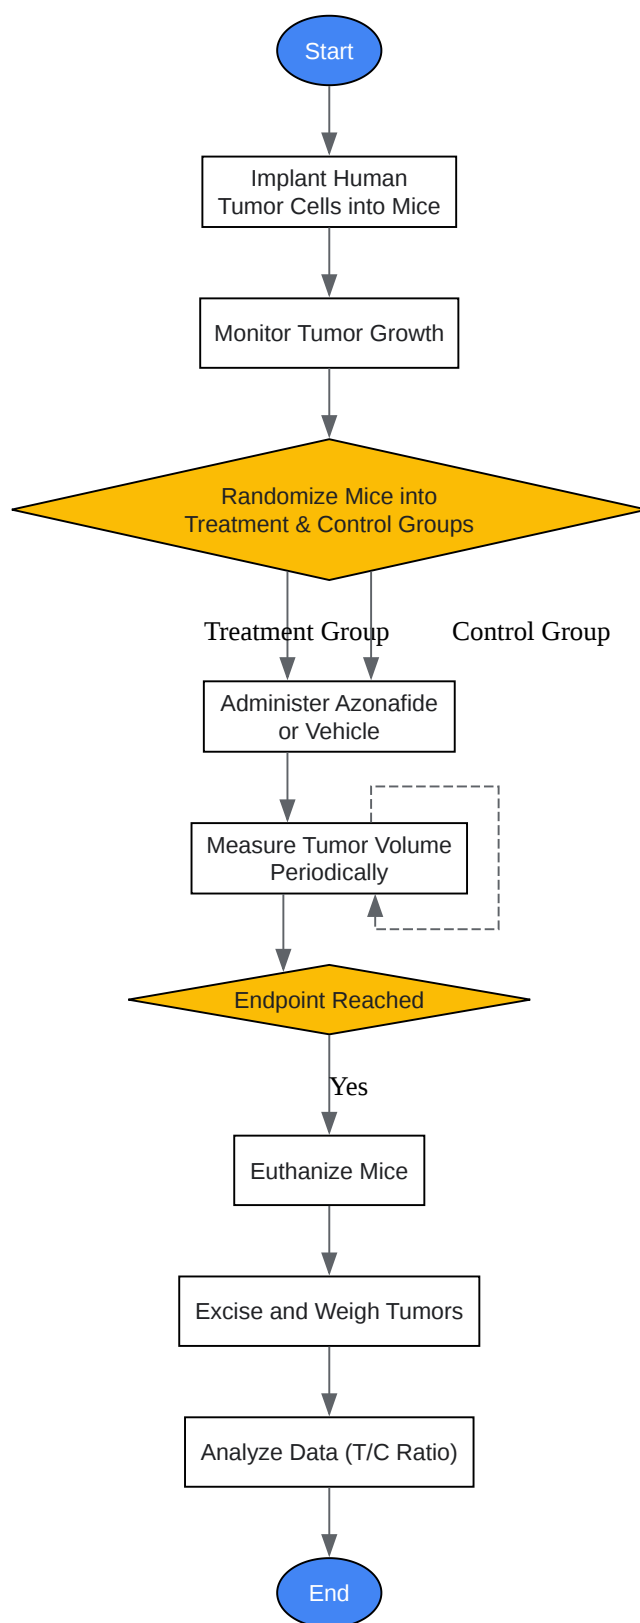 Start
Implant Human
Tumor Cells into Mice
Monitor Tumor Growth
Randomize Mice into
Treatment & Control Groups
Treatment Group
Control Group
Administer Azonafide
or Vehicle
Measure Tumor Volume
Periodically
Endpoint Reached
Yes
Euthanize Mice
Excise and Weigh Tumors
Analyze Data (T/C Ratio)
End